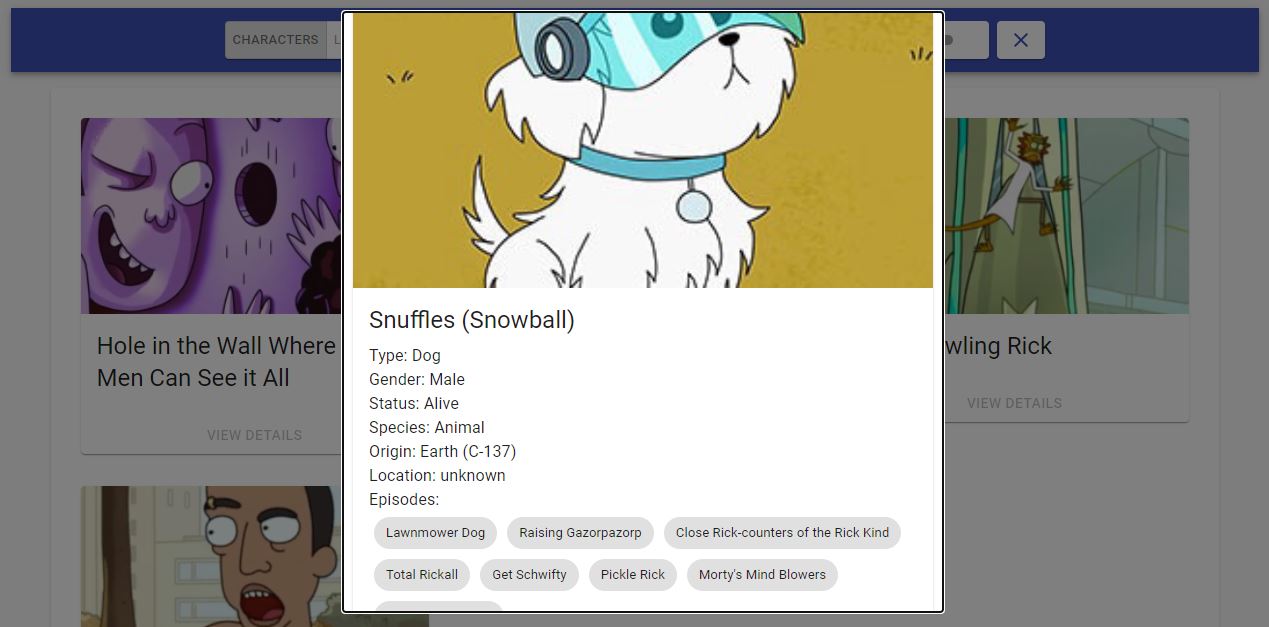 CHARACTERS
Hole in the Wall Where
Men Can See it All
VIEW DETAILS
wling Rick
VIEW DETAILS
Snuffles (Snowball)
Type: Dog
Gender: Male
Status: Alive
Species: Animal
Origin: Earth (C-137)
Location: unknown
Episodes:
Lawnmower Dog Raising Gazorpazorp Close Rick-counters of the Rick Kind
Total Rickall Get Schwifty Pickle Rick Morty's Mind Blowers